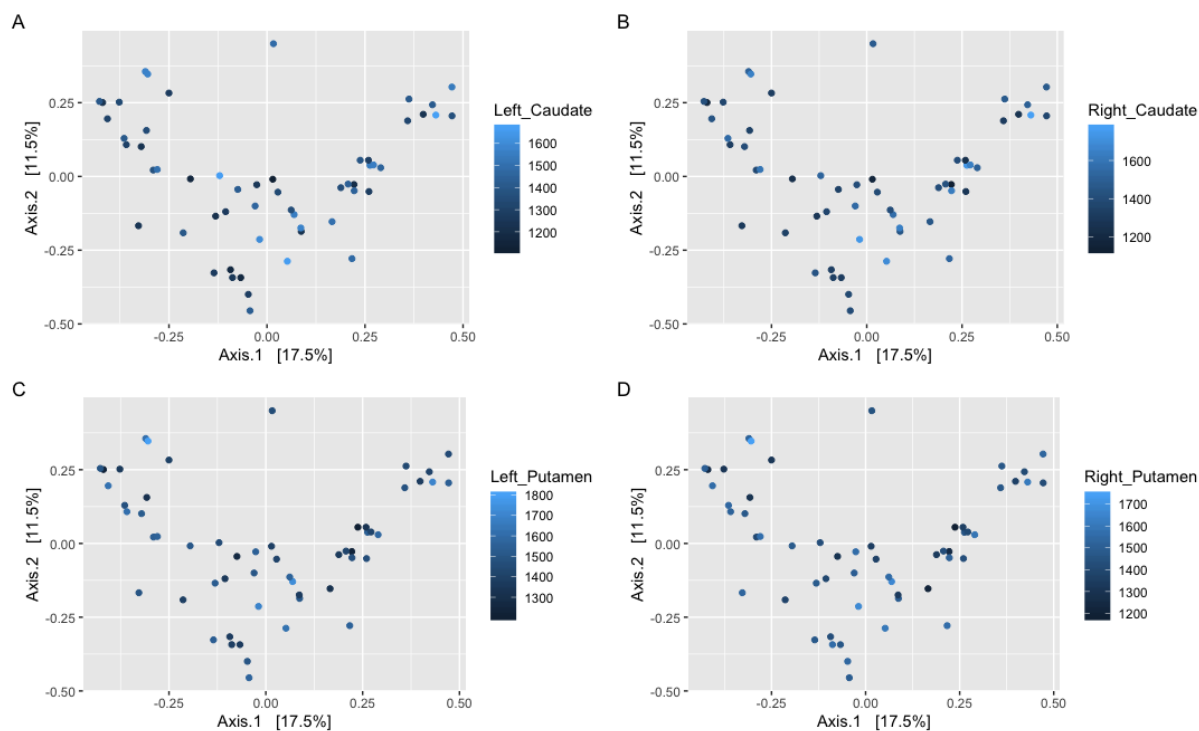 A
Left_Caudate
1600
1500
1400
1300
1200
0.25
0.00
-0.25
-0.50
Axis.2 [11.5%]
-0.25 0.00 0.25 0.50
Axis.1 [17.5%]
B
Right_Caudate
1600
1400
1200
0.25
0.00
-0.25
-0.50
Axis.2 [11.5%]
-0.25 0.00 0.25 0.50
Axis.1 [17.5%]
C
Left_Putamen
1800
1700
1600
1500
1400
1300
0.25
0.00
-0.25
-0.50
Axis.2 [11.5%]
-0.25 0.00 0.25 0.50
Axis.1 [17.5%]
D
Right_Putamen
1700
1600
1500
1400
1300
1200
0.25
0.00
-0.25
-0.50
Axis.2 [11.5%]
-0.25 0.00 0.25 0.50
Axis.1 [17.5%]